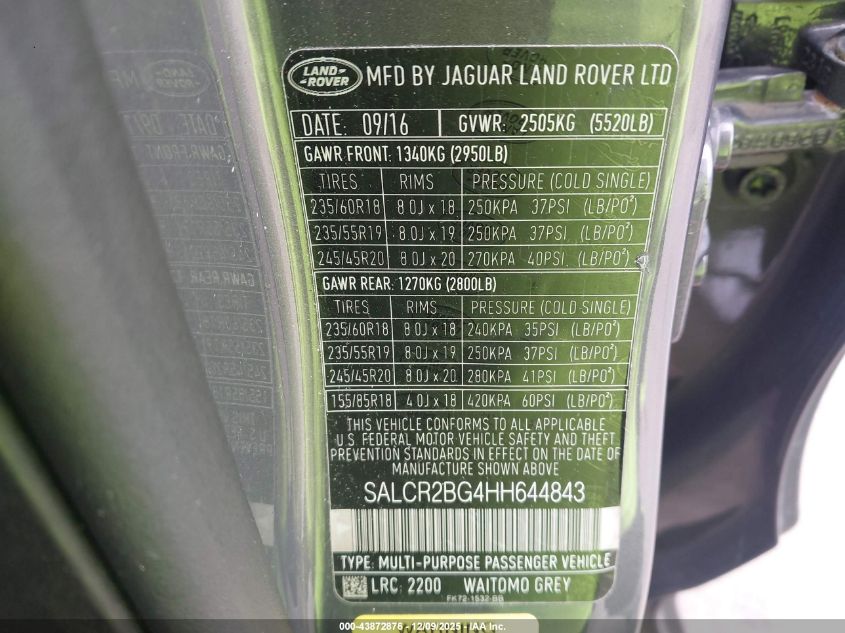 LAND-
-ROVER
MFD BY JAGUAR LAND ROVER LTD
DATE: 09/16 GVWR: 2505KG (5520LB)
GAWR FRONT: 1340KG (2950LB)
TIRES RIMS PRESSURE (COLD SINGLE)
235/60R18 8.0J x 18 250KPA 37PSI (LB/PO²)
235/55R19 8.0J x 19 250KPA 37PSI (LB/PO²)
245/45R20 8.0J x 20 270KPA 40PSI (LB/PO²)
GAWR REAR: 1270KG (2800LB)
TIRES RIMS PRESSURE (COLD SINGLE)
235/60R18 8.0J x 18 240KPA 35PSI (LB/PO²)
235/55R19 8.0J x 19 250KPA 37PSI (LB/PO²)
245/45R20 8.0J x 20 280KPA 41PSI (LB/PO²)
155/85R18 4.0J x 18 420KPA 60PSI (LB/PO²)
THIS VEHICLE CONFORMS TO ALL APPLICABLE
U.S. FEDERAL MOTOR VEHICLE SAFETY AND THEFT
PREVENTION STANDARDS IN EFFECT ON THE DATE OF
MANUFACTURE SHOWN ABOVE
SALCR2BG4HH644843
TYPE: MULTI-PURPOSE PASSENGER VEHICLE
LRC: 2200 WAITOMO GREY
FK72-1532-BB
000-43872876 - 12/09/2025 - IAA Inc.